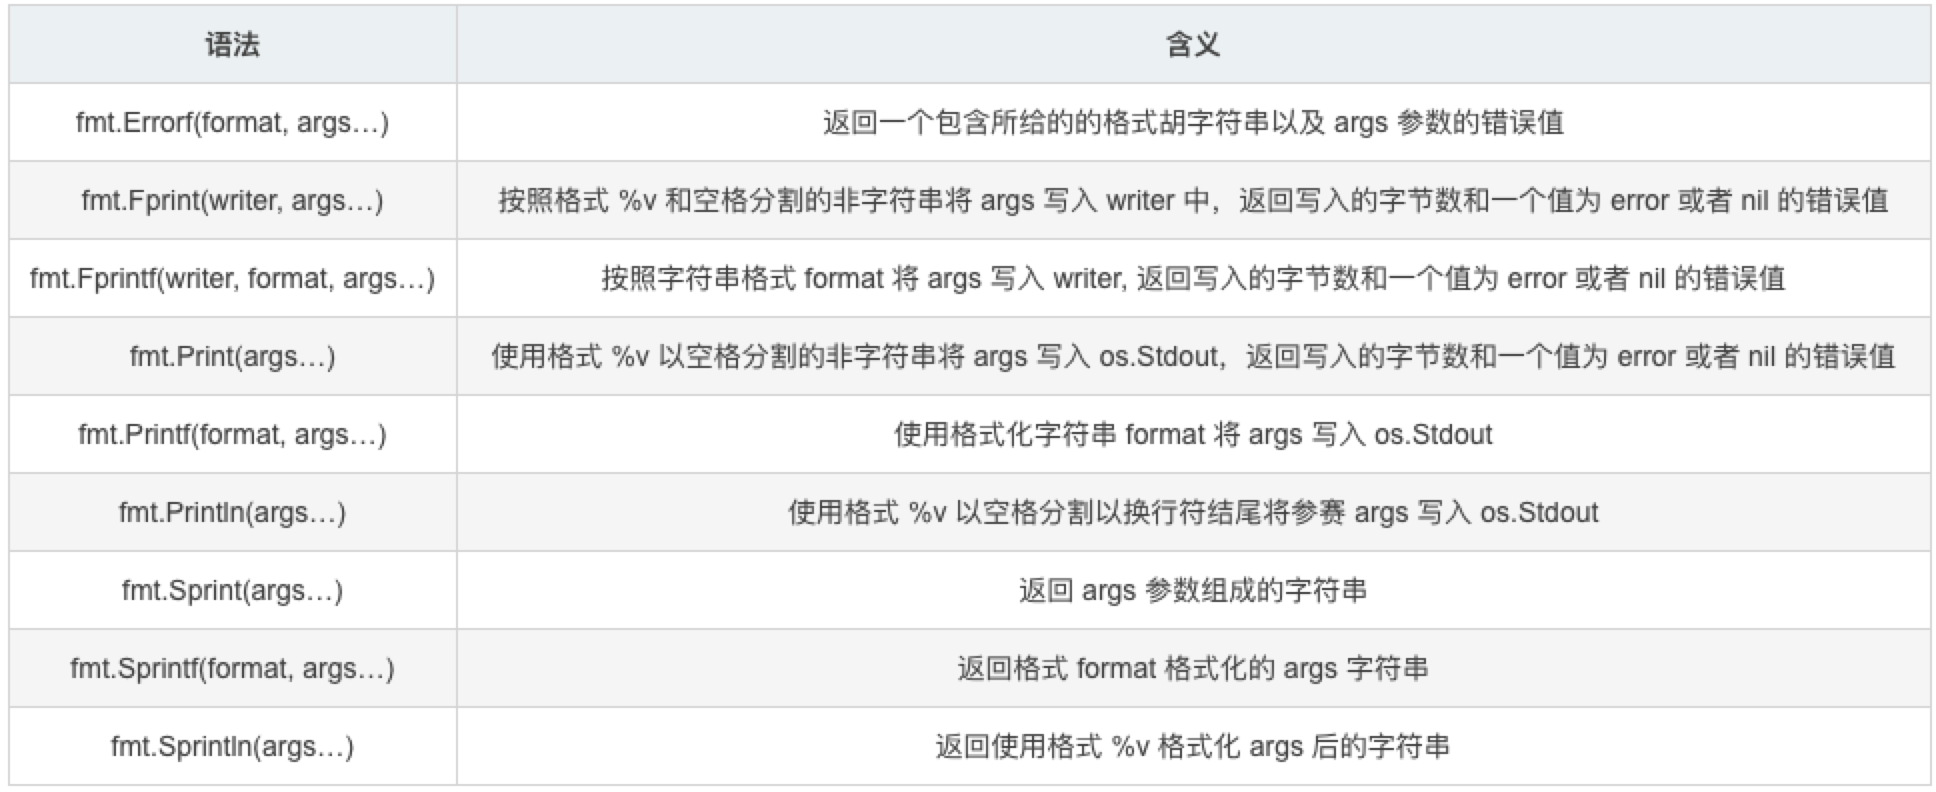 语法 含义
fmt.Errorf(format, args…) 返回一个包含所给的的格式胡字符串以及 args 参数的错误值
fmt.Fprint(writer, args…) 按照格式 %v 和空格分割的非字符串将 args 写入 writer 中，返回写入的字节数和一个值为 error 或者 nil 的错误值
fmt.Fprintf(writer, format, args…) 按照字符串格式 format 将 args 写入 writer, 返回写入的字节数和一个值为 error 或者 nil 的错误值
fmt.Print(args…) 使用格式 %v 以空格分割的非字符串将 args 写入 os.Stdout，返回写入的字节数和一个值为 error 或者 nil 的错误值
fmt.Printf(format, args…) 使用格式化字符串 format 将 args 写入 os.Stdout
fmt.Println(args…) 使用格式 %v 以空格分割以换行符结尾将参赛 args 写入 os.Stdout
fmt.Sprint(args…) 返回 args 参数组成的字符串
fmt.Sprintf(format, args…) 返回格式 format 格式化的 args 字符串
fmt.Sprintln(args…) 返回使用格式 %v 格式化 args 后的字符串